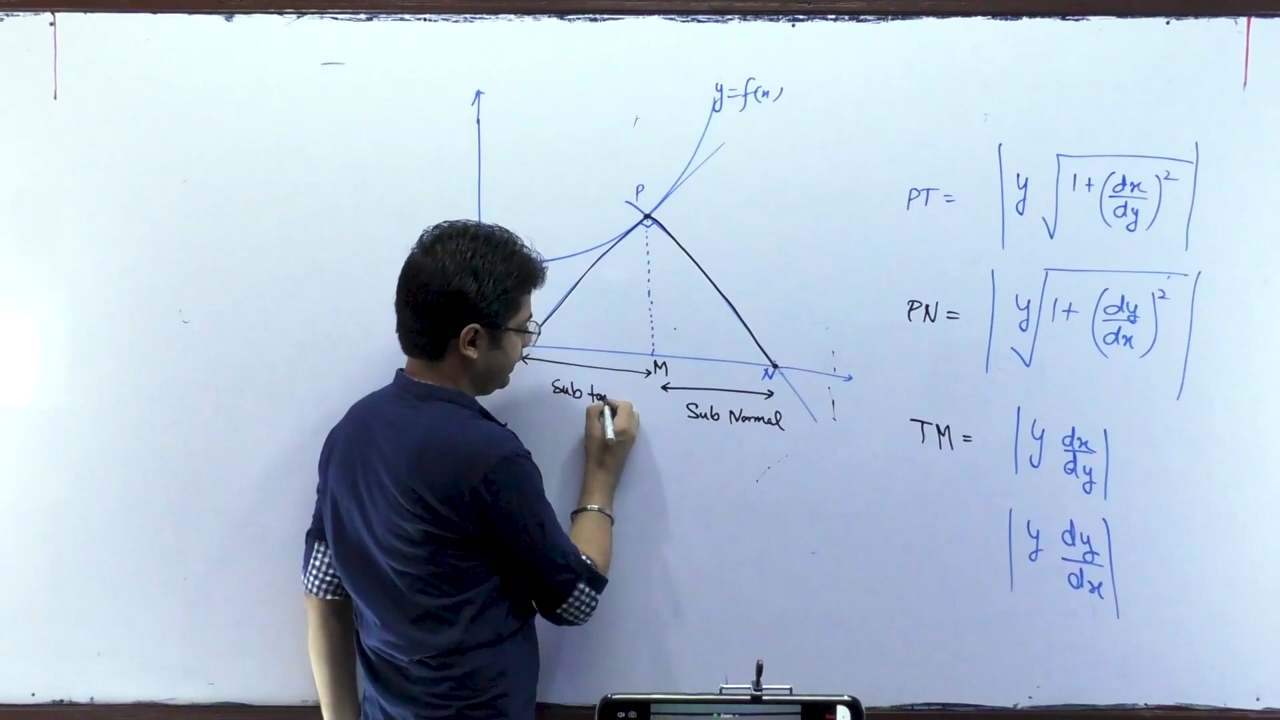 y=f(x)
P
M
N
Sub ta
Sub Normal
PT = |y √(1+(dx/dy)²)|
PN = |y √(1+(dy/dx)²)|
TM = |y dx/dy|
|y dy/dx|